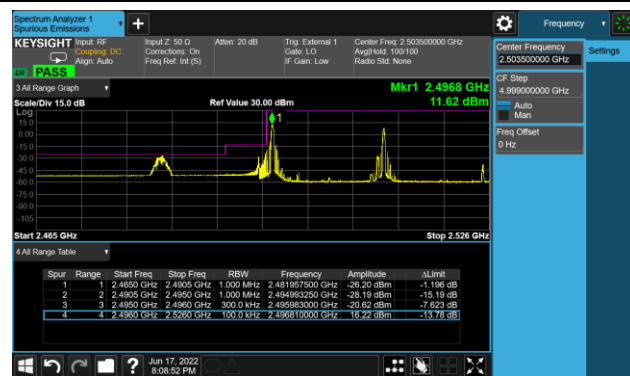 Spectrum Analyzer 1
Spurious Emissions
Frequency
KEYSIGHT
Input: RF
Coupling: DC
Align: Auto
Input Z: 50 Ω
Corrections: On
Freq Ref: Int (S)
Atten: 20 dB
Trig: External 1
Gate: LO
IF Gain: Low
Center Freq: 2.503500000 GHz
Avg|Hold: 100/100
Radio Std: None
LW PASS
Center Frequency
2.503500000 GHz
Settings
CF Step
4.999000000 GHz
Auto
Man
Freq Offset
0 Hz
3 All Range Graph
Mkr1 2.4968 GHz
Scale/Div 15.0 dB
Ref Value 30.00 dBm
11.62 dBm
Log
15.0
0.00
-15.0
-30.0
-45.0
-60.0
-75.0
-90.0
-105
1
Start 2.465 GHz
Stop 2.526 GHz
4 All Range Table
Spur Range Start Freq Stop Freq RBW Frequency Amplitude ΔLimit
1 1 2.4650 GHz 2.4905 GHz 1.000 MHz 2.481957500 GHz -26.20 dBm -1.196 dB
2 2 2.4905 GHz 2.4950 GHz 1.000 MHz 2.494993250 GHz -28.19 dBm -15.19 dB
3 3 2.4950 GHz 2.4960 GHz 300.0 kHz 2.495983000 GHz -20.62 dBm -7.623 dB
4 4 2.4960 GHz 2.5260 GHz 100.0 kHz 2.496810000 GHz 16.22 dBm -13.78 dB
?
Jun 17, 2022
8:08:52 PM